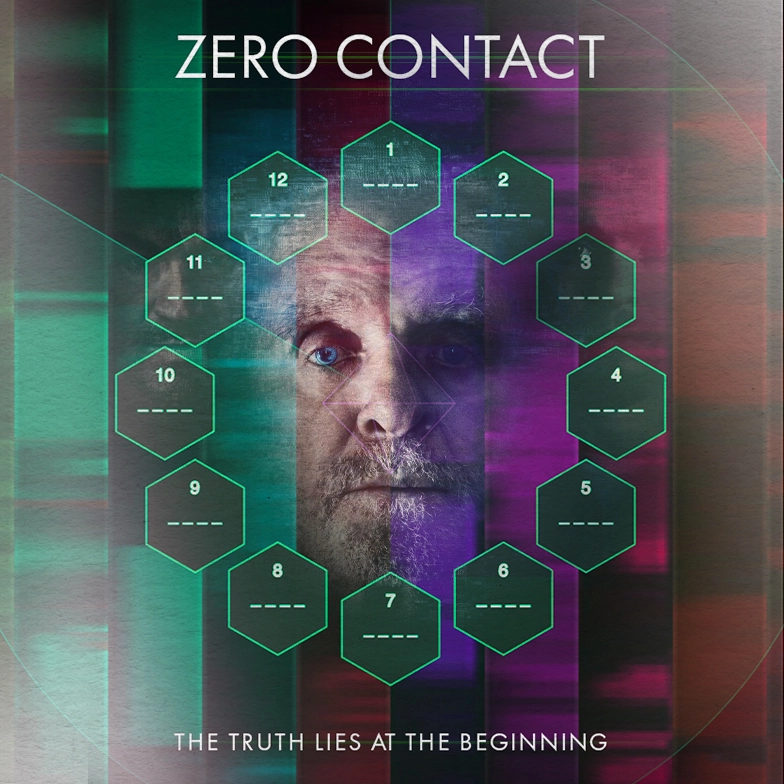 ZERO CONTACT
1
_ _ _ _
12
_ _ _ _
2
_ _ _ _
11
_ _ _ _
3
_ _ _ _
10
_ _ _ _
4
_ _ _ _
9
_ _ _ _
5
_ _ _ _
8
_ _ _ _
6
_ _ _ _
7
_ _ _ _
THE TRUTH LIES AT THE BEGINNING